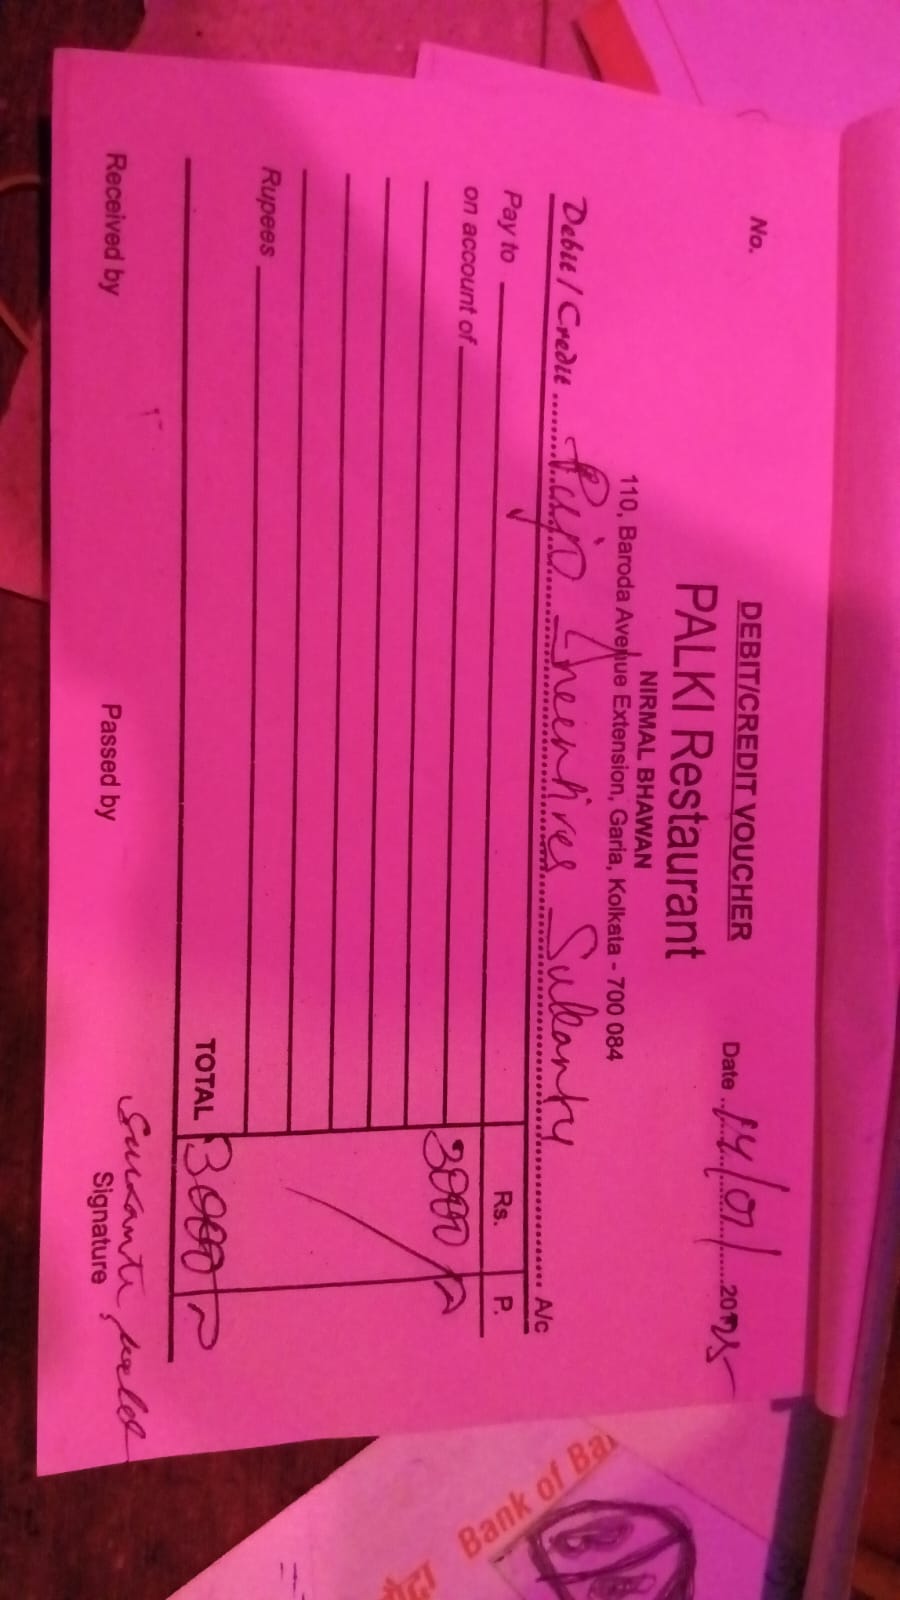 DEBIT/CREDIT VOUCHER
No.
Date 14/01/2025
PALKI Restaurant
NIRMAL BHAWAN
110, Baroda Avenue Extension, Garia, Kolkata - 700 084
Debit / Credit Puja Incentives Sukanta A/c
Pay to Rs. P.
on account of 3000
Rupees
TOTAL 3000
Received by Passed by Signature
Sukanta
Bank of Ba